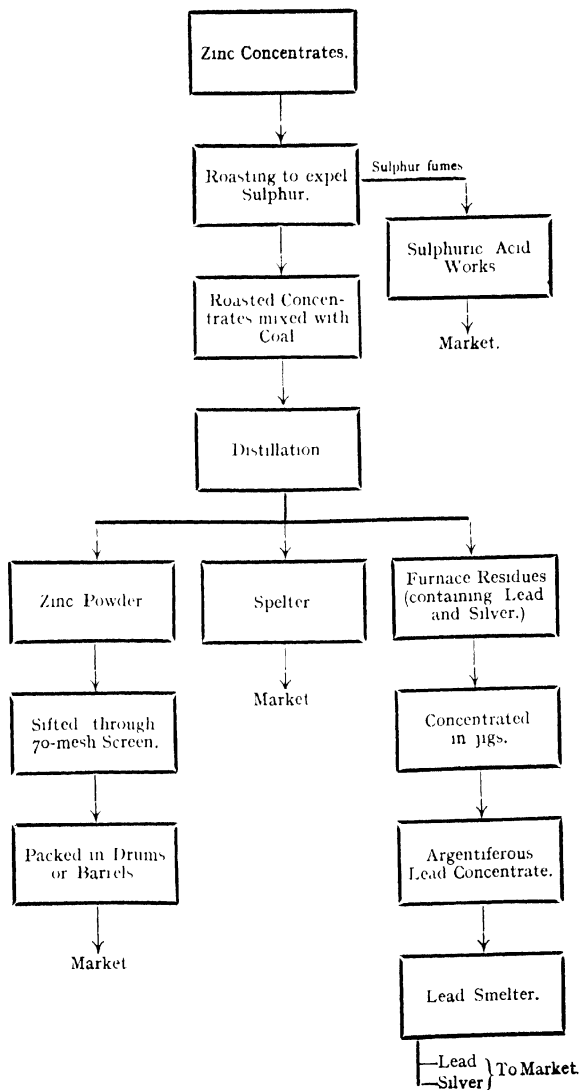 Zinc Concentrates.
Roasting to expel
Sulphur.
Sulphur fumes
Sulphuric Acid
Works
Market.
Roasted Concen-
trates mixed with
Coal
Distillation
Zinc Powder
Sifted through
70-mesh Screen.
Packed in Drums
or Barrels
Market
Spelter
Market
Furnace Residues
(containing Lead
and Silver.)
Concentrated
in jigs.
Argentiferous
Lead Concentrate.
Lead Smelter.
Lead
Silver } To Market.